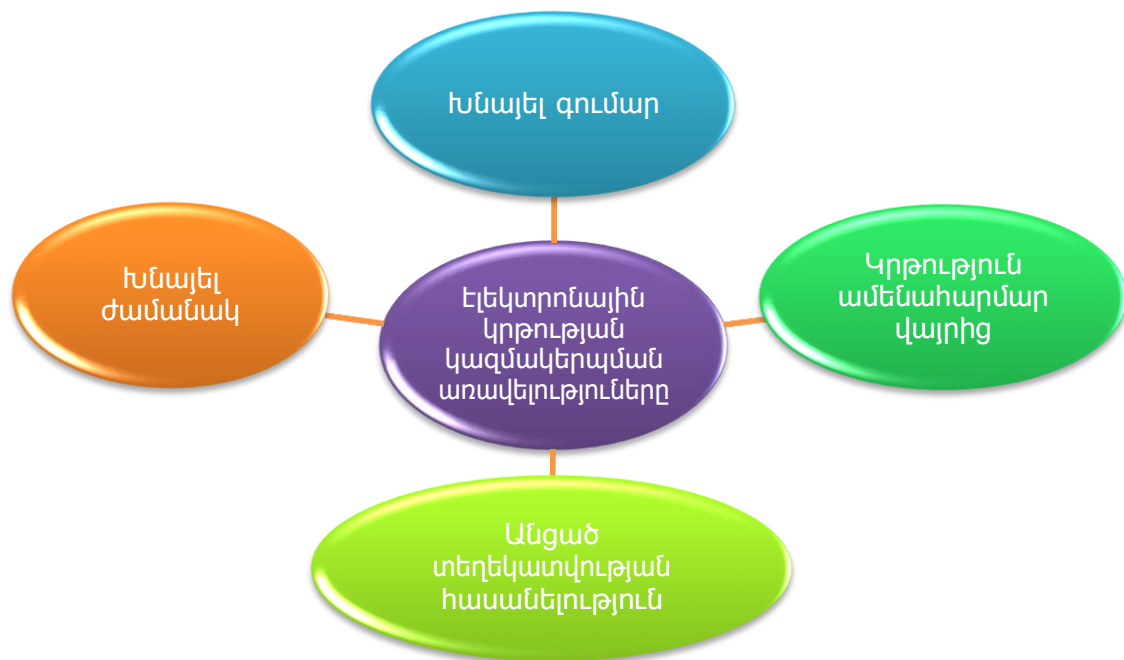 Խնայել գումար
Խնայել
ժամանակ
Էլեկտրոնային
կրթության
կազմակերպման
առավելությունները
Կրթություն
ամենահարմար
վայրից
Անցած
տեղեկատվության
հասանելություն